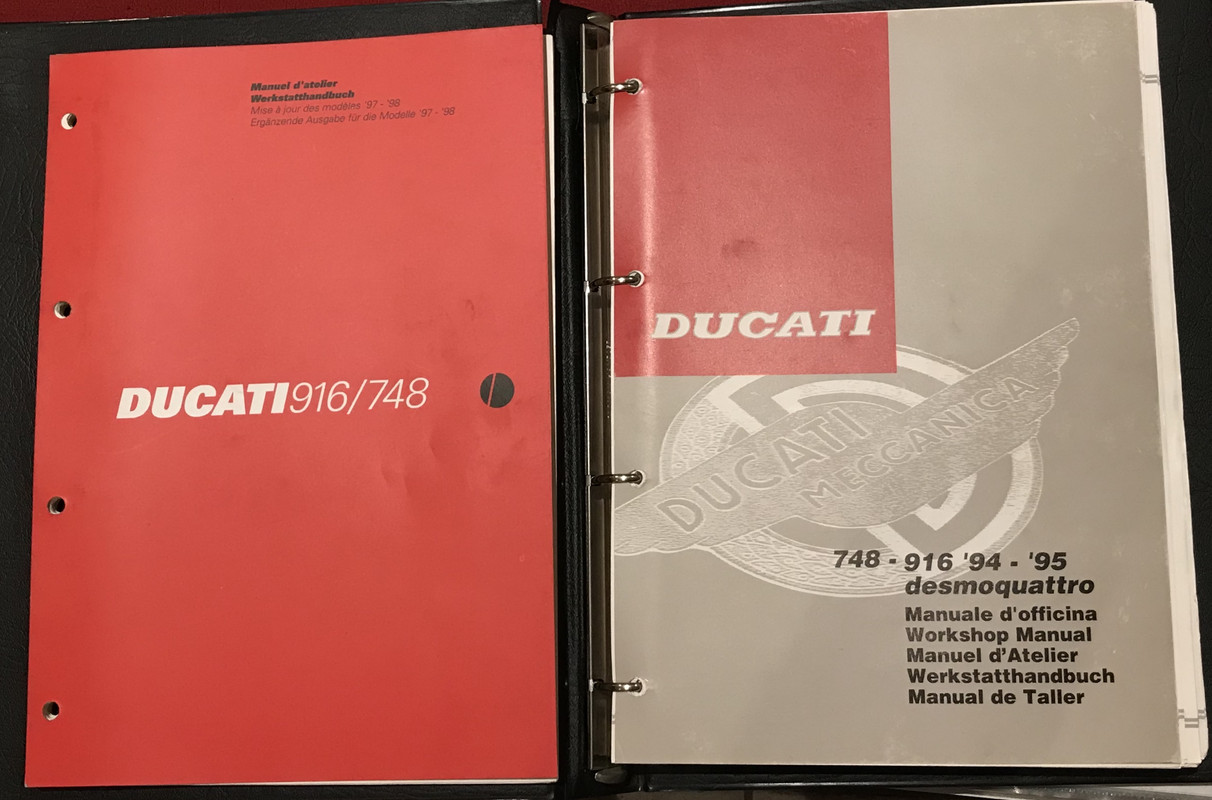 Manuel d'atelier
Werkstatthandbuch
Mise à jour des modèles '97 - '98
Ergänzende Ausgabe für die Modelle '97 - '98
DUCATI916/748
DUCATI
DUCATI
MECCANICA
748 - 916 '94 - '95
desmoquattro
Manuale d'officina
Workshop Manual
Manuel d'Atelier
Werkstatthandbuch
Manual de Taller